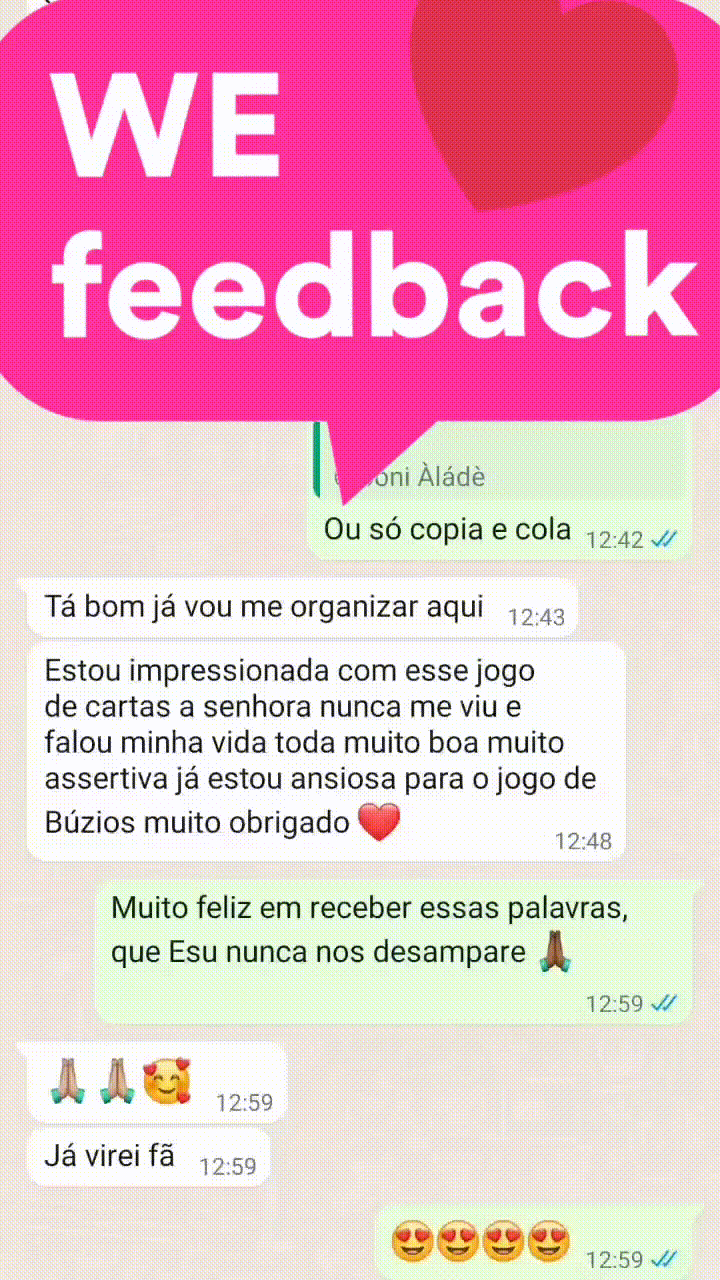 WE
feedback
Àládè
Ou só copia e cola 12:42
Tá bom já vou me organizar aqui 12:43
Estou impressionada com esse jogo
de cartas a senhora nunca me viu e
falou minha vida toda muito boa muito
assertiva já estou ansiosa para o jogo de
Búzios muito obrigado ❤️
12:48
Muito feliz em receber essas palavras,
que Esu nunca nos desampare 🙏🏾
12:59
🙏🏼🙏🏼🥰 12:59
Já virei fã 12:59
😍😍😍😍 12:59